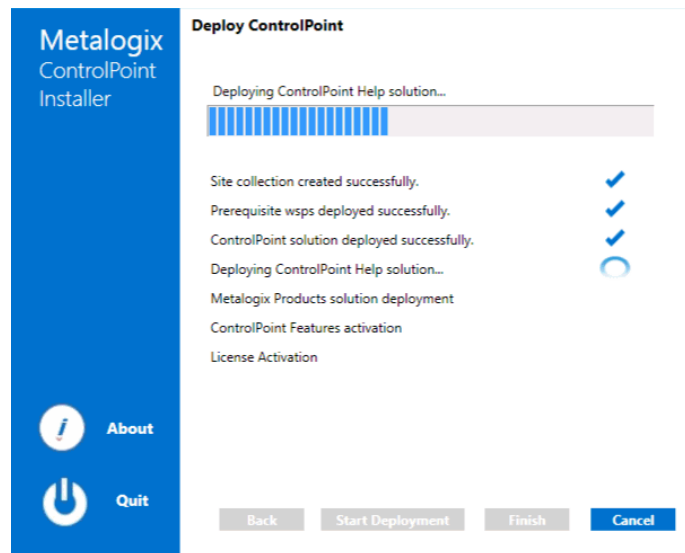 Metalogix
ControlPoint
Installer
About
Quit
Deploy ControlPoint
Deploying ControlPoint Help solution...
Site collection created successfully.
Prerequisite wsps deployed successfully.
ControlPoint solution deployed successfully.
Deploying ControlPoint Help solution...
Metalogix Products solution deployment
ControlPoint Features activation
License Activation
Back Start Deployment Finish Cancel